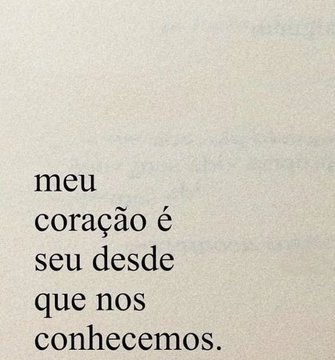 meu
coração é
seu desde
que nos
conhecemos.